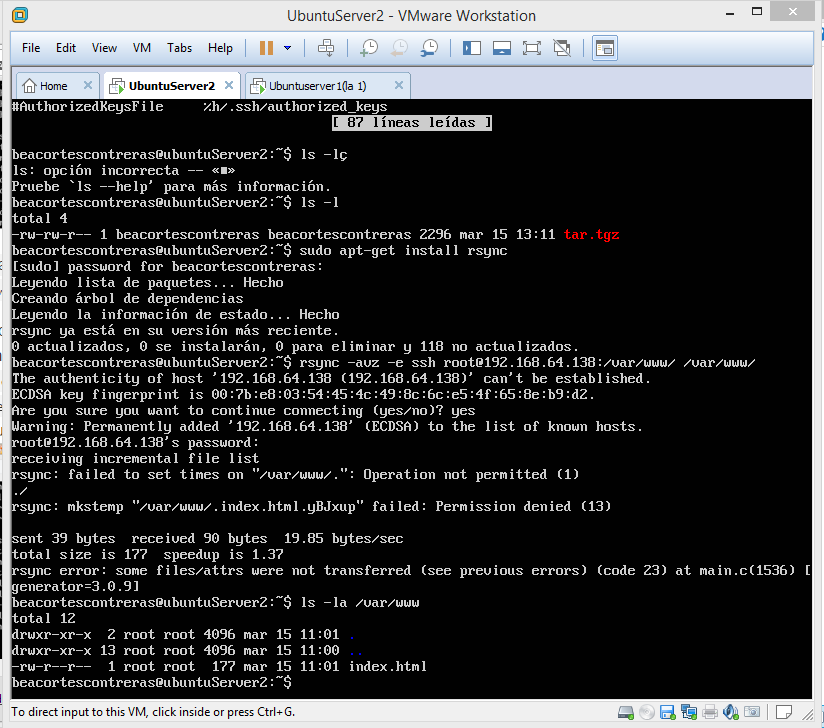 UbuntuServer2 - VMware Workstation
File Edit View VM Tabs Help
Home UbuntuServer2 Ubuntuserver1(la 1)
#AuthorizedKeysFile %h/.ssh/authorized_keys
[ 87 líneas leídas ]
beacortescontreras@ubuntuServer2:~$ ls -lç
ls: opción incorrecta -- «■»
Pruebe `ls --help' para más información.
beacortescontreras@ubuntuServer2:~$ ls -l
total 4
-rw-rw-r-- 1 beacortescontreras beacortescontreras 2296 mar 15 13:11 tar.tgz
beacortescontreras@ubuntuServer2:~$ sudo apt-get install rsync
[sudo] password for beacortescontreras:
Leyendo lista de paquetes... Hecho
Creando árbol de dependencias
Leyendo la información de estado... Hecho
rsync ya está en su versión más reciente.
0 actualizados, 0 se instalarán, 0 para eliminar y 118 no actualizados.
beacortescontreras@ubuntuServer2:~$ rsync -avz -e ssh root@192.168.64.138:/var/www/ /var/www/
The authenticity of host '192.168.64.138 (192.168.64.138)' can't be established.
ECDSA key fingerprint is 00:7b:e8:03:54:45:4c:49:8c:6c:e5:4f:65:8e:b9:d2.
Are you sure you want to continue connecting (yes/no)? yes
Warning: Permanently added '192.168.64.138' (ECDSA) to the list of known hosts.
root@192.168.64.138's password:
receiving incremental file list
rsync: failed to set times on "/var/www/.": Operation not permitted (1)
./
rsync: mkstemp "/var/www/.index.html.yBJxup" failed: Permission denied (13)
sent 39 bytes received 90 bytes 19.85 bytes/sec
total size is 177 speedup is 1.37
rsync error: some files/attrs were not transferred (see previous errors) (code 23) at main.c(1536) [
generator=3.0.9]
beacortescontreras@ubuntuServer2:~$ ls -la /var/www
total 12
drwxr-xr-x 2 root root 4096 mar 15 11:01 .
drwxr-xr-x 13 root root 4096 mar 15 11:00 ..
-rw-r--r-- 1 root root 177 mar 15 11:01 index.html
beacortescontreras@ubuntuServer2:~$
To direct input to this VM, click inside or press Ctrl+G.